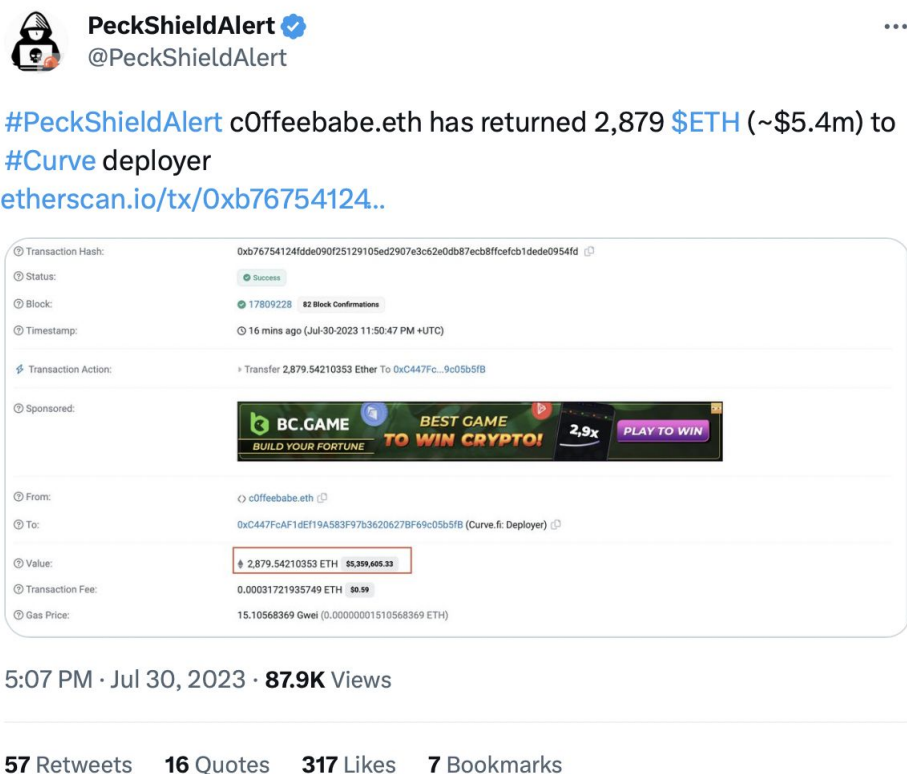 PeckShieldAlert
@PeckShieldAlert
#PeckShieldAlert c0ffeebabe.eth has returned 2,879 $ETH (~$5.4m) to
#Curve deployer
etherscan.io/tx/0xb76754124...
Transaction Hash: 0xb76754124fdde090f25129105ed2907e3c62e0db87ecb8ffcefcb1dede0954fd
Status: Success
Block: 17809228 82 Block Confirmations
Timestamp: 16 mins ago (Jul-30-2023 11:50:47 PM +UTC)
Transaction Action: Transfer 2,879.54210353 Ether To 0xC447Fc...9c05b5fB
Sponsored:
BC.GAME
BUILD YOUR FORTUNE
BEST GAME
TO WIN CRYPTO!
2,9x
PLAY TO WIN
From: c0ffeebabe.eth
To: 0xC447FcAF1dEf19A583F97b3620627BF69c05b5fB (Curve.fi: Deployer)
Value: 2,879.54210353 ETH $5,359,605.33
Transaction Fee: 0.00031721935749 ETH $0.59
Gas Price: 15.10568369 Gwei (0.00000001510568369 ETH)
5:07 PM · Jul 30, 2023 · 87.9K Views
57 Retweets 16 Quotes 317 Likes 7 Bookmarks